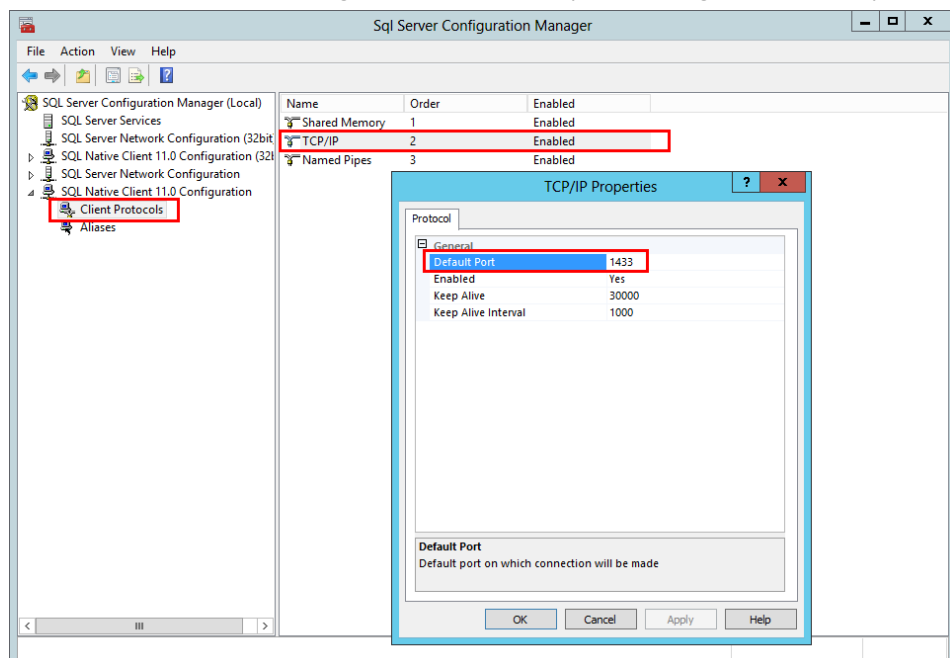 Sql Server Configuration Manager
File Action View Help
SQL Server Configuration Manager (Local)
SQL Server Services
SQL Server Network Configuration (32bit
SQL Native Client 11.0 Configuration (32b
SQL Server Network Configuration
SQL Native Client 11.0 Configuration
Client Protocols
Aliases
Name Order Enabled
Shared Memory 1 Enabled
TCP/IP 2 Enabled
Named Pipes 3 Enabled
TCP/IP Properties
Protocol
General
Default Port 1433
Enabled Yes
Keep Alive 30000
Keep Alive Interval 1000
Default Port
Default port on which connection will be made
OK Cancel Apply Help